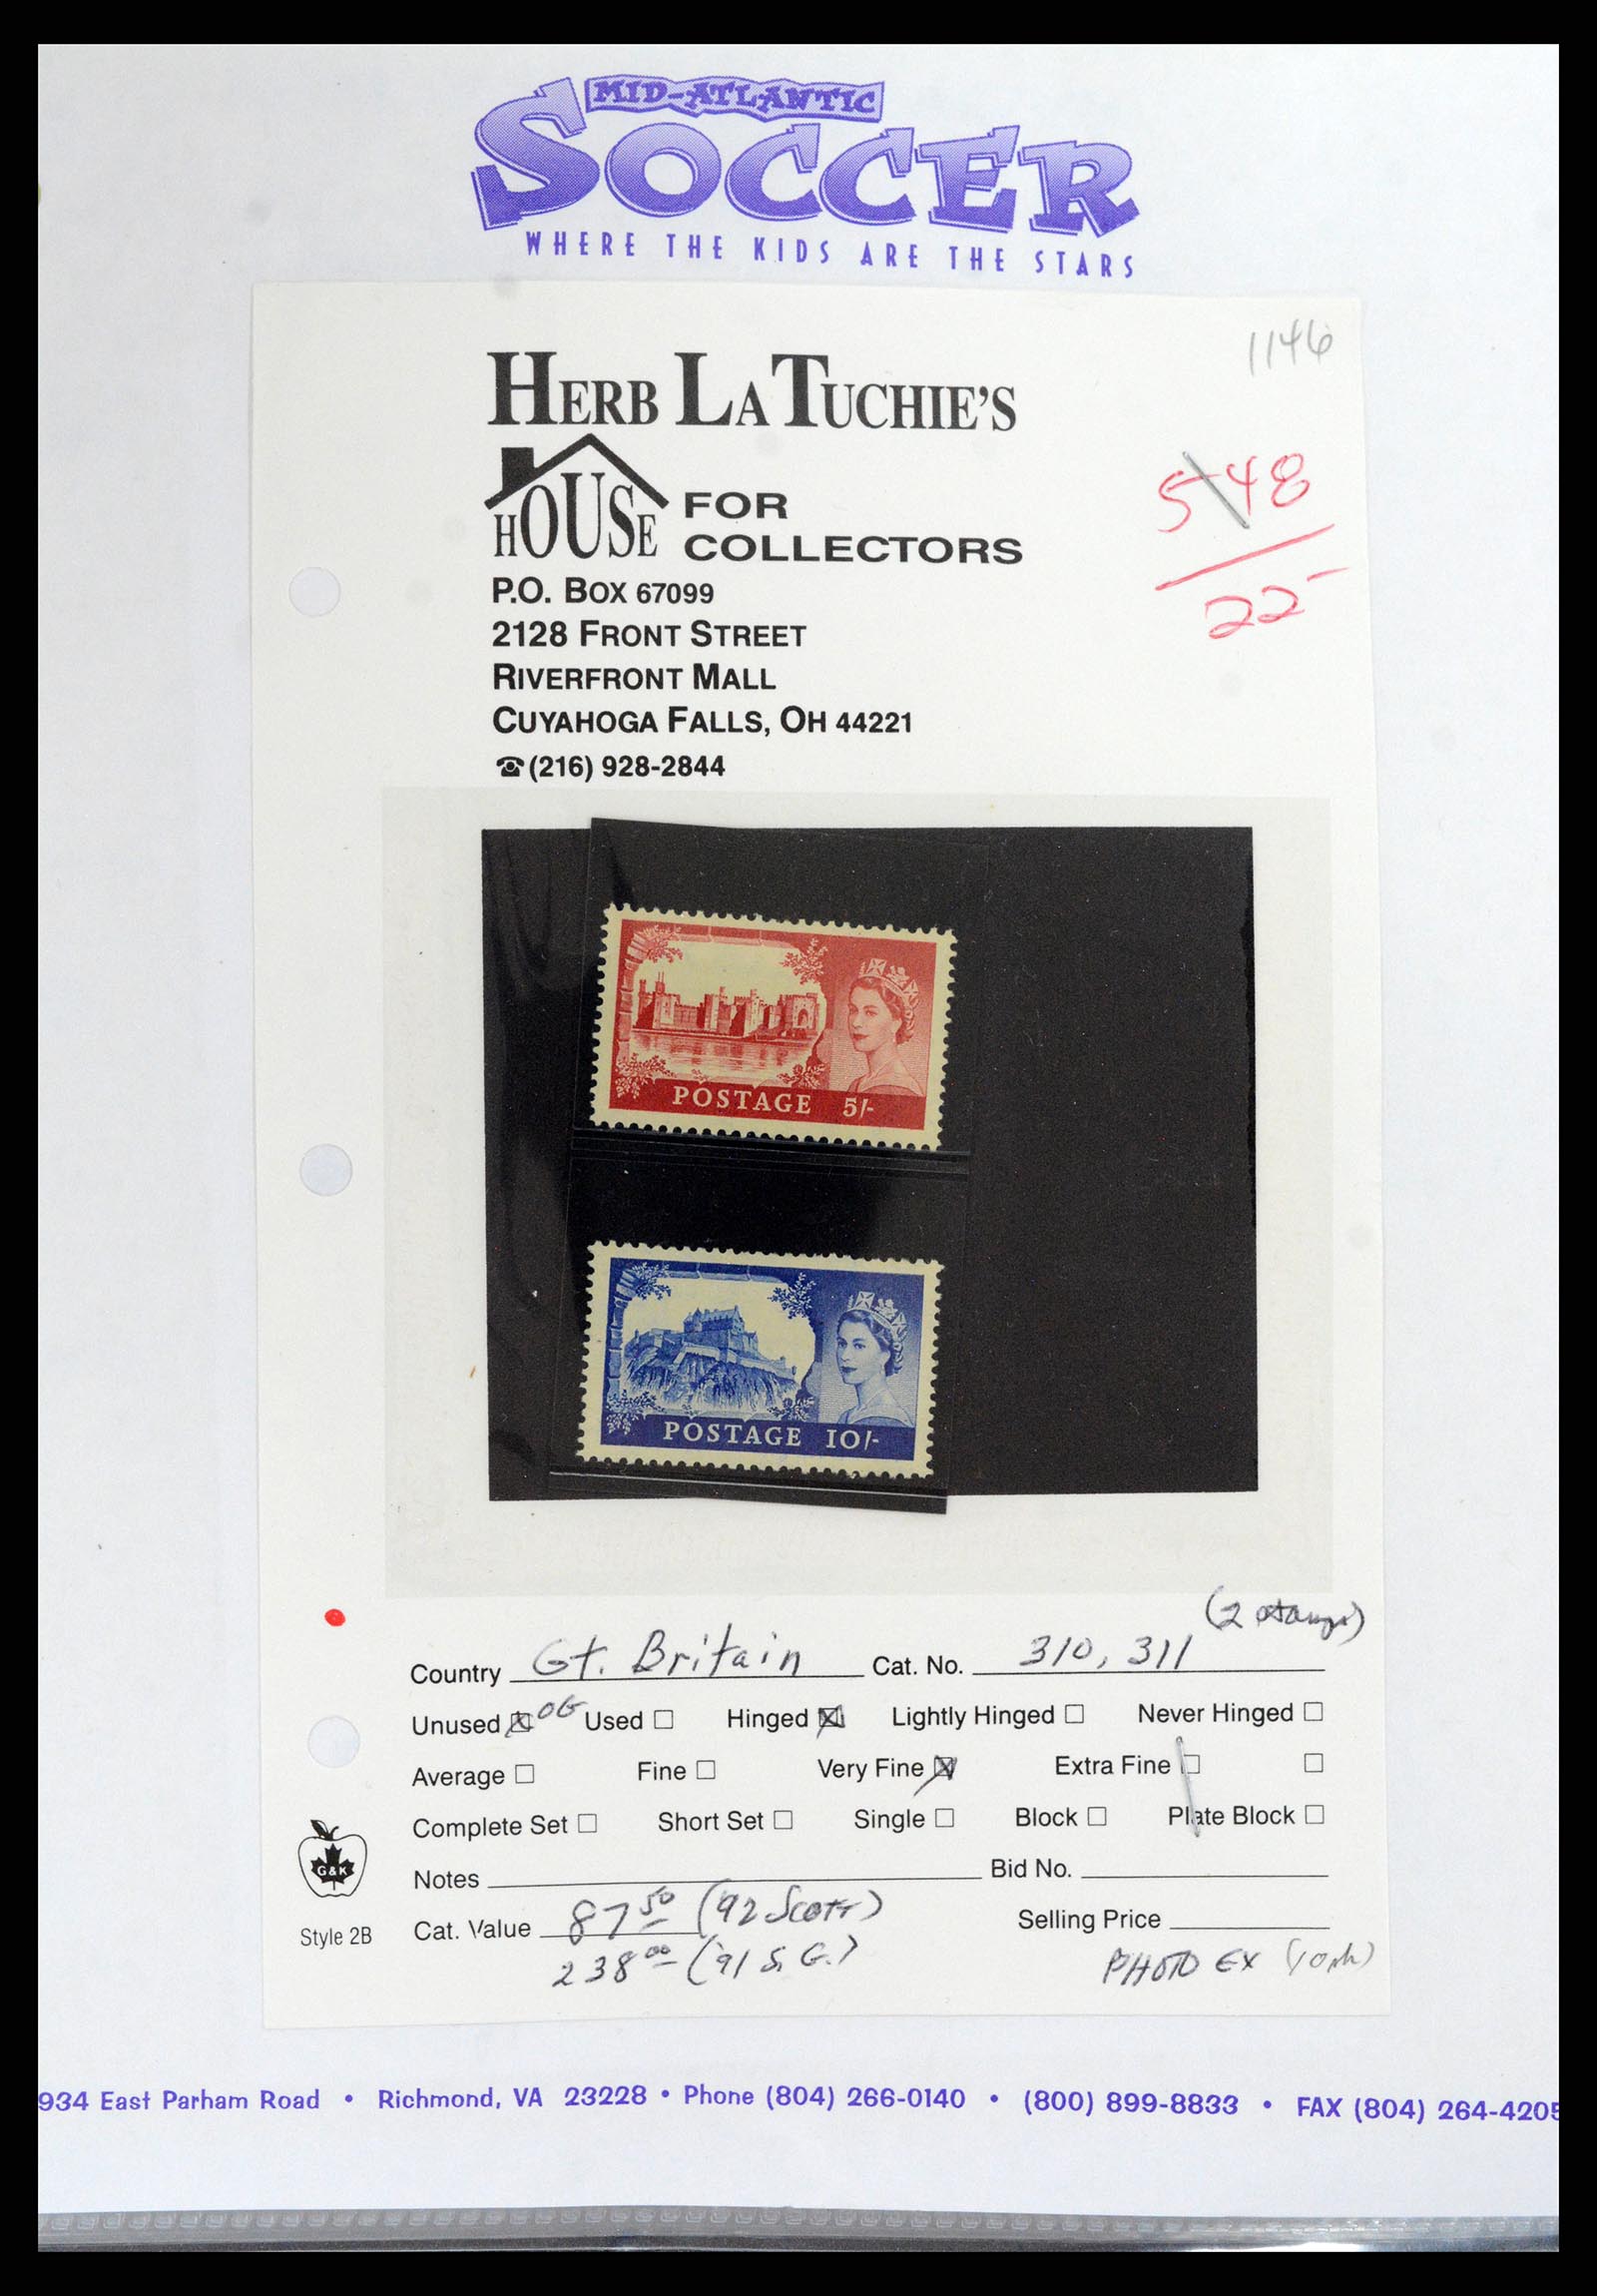 MID-ATLANTIC
SOCCER
WHERE THE KIDS ARE THE STARS
1146
HERB LATUCHIE'S
HOUSE FOR
COLLECTORS
5 48
22-
P.O. BOX 67099
2128 FRONT STREET
RIVERFRONT MALL
CUYAHOGA FALLS, OH 44221
☎(216) 928-2844
POSTAGE 5/-
POSTAGE 10/-
(2 stamps)
Country Gt. Britain Cat. No. 310, 311
Unused ☒ OG Used ☐ Hinged ☒ Lightly Hinged ☐ Never Hinged ☐
Average ☐ Fine ☐ Very Fine ☒ Extra Fine ☐ ☐
Complete Set ☐ Short Set ☐ Single ☐ Block ☐ Plate Block ☐
Notes Bid No.
G&K
Style 2B
Cat. Value 87 50 ('92 Scott) Selling Price
238 00 ('91 S.G.) PHOTO EX
934 East Parham Road • Richmond, VA 23228 • Phone (804) 266-0140 • (800) 899-8833 • FAX (804) 264-4205